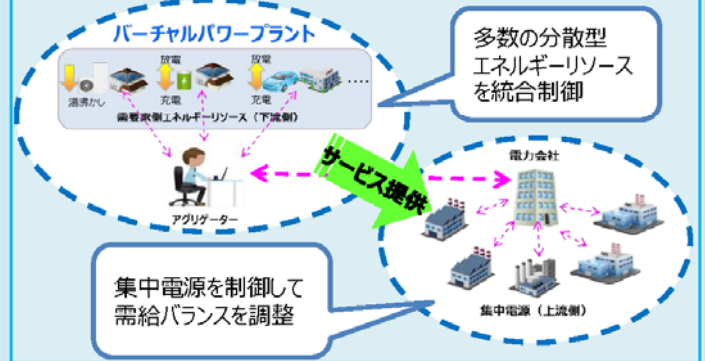 バーチャルパワープラント
多数の分散型
エネルギーリソース
を統合制御
放電
放電
湯沸かし
充電
充電
････
需要家側エネルギーリソース（下流側）
アグリゲーター
サービス提供
電力会社
集中電源を制御して
需給バランスを調整
集中電源（上流側）